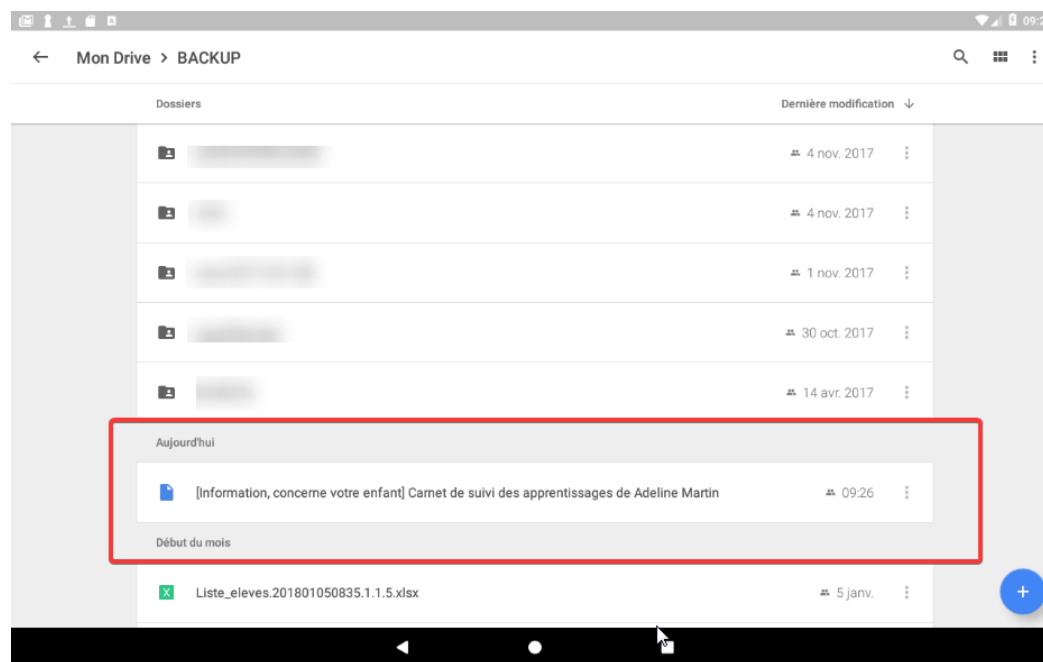 09:2
Mon Drive > BACKUP
Dossiers Dernière modification
4 nov. 2017
4 nov. 2017
1 nov. 2017
30 oct. 2017
14 avr. 2017
Aujourd'hui
[Information, concerne votre enfant] Carnet de suivi des apprentissages de Adeline Martin 09:26
Début du mois
Liste_eleves.201801050835.1.1.5.xlsx 5 janv.